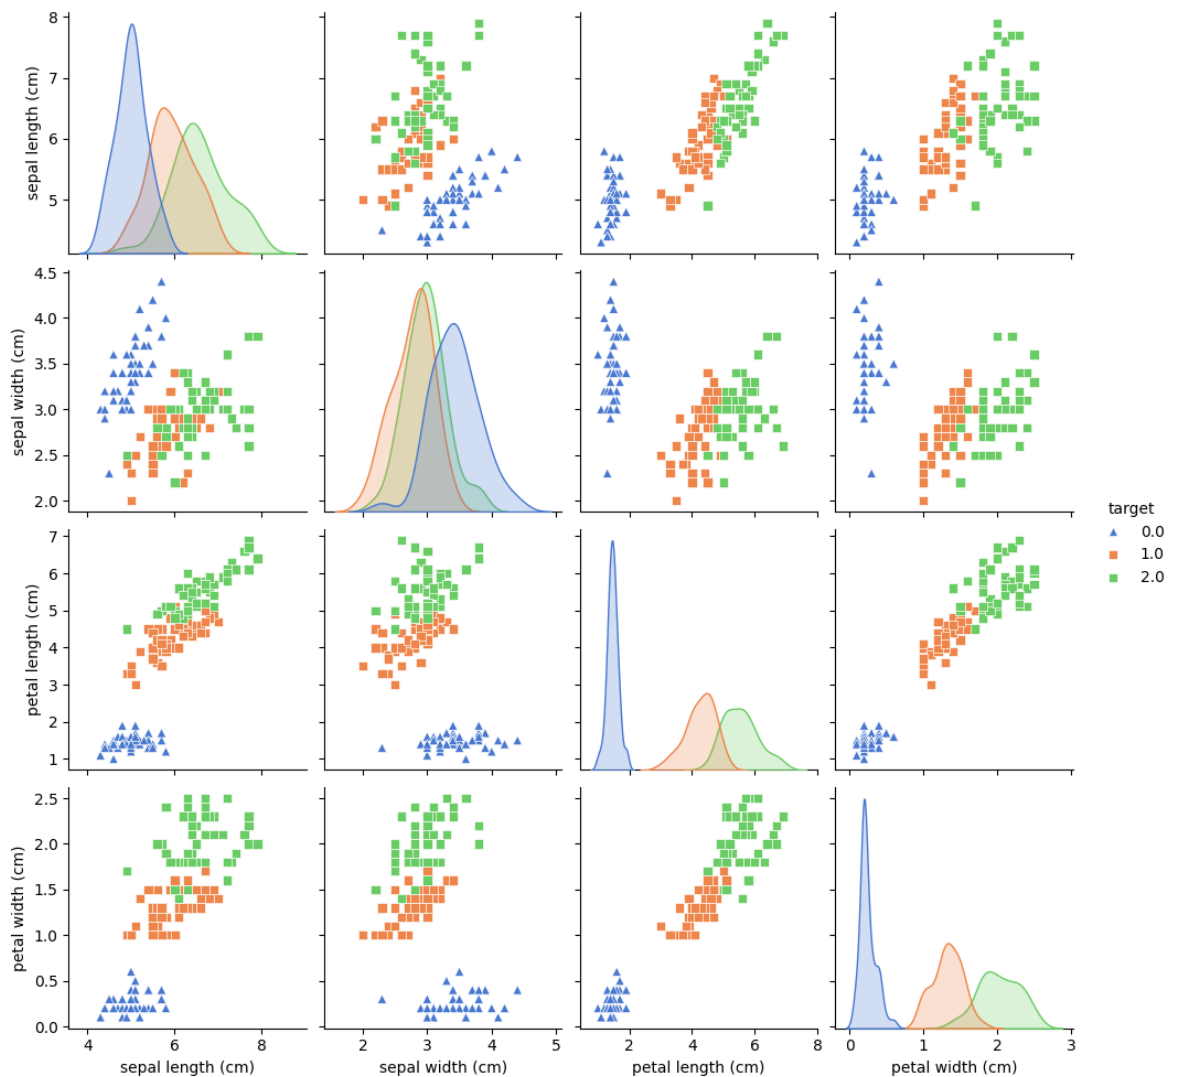 sepal length (cm)
8
7
6
5
sepal width (cm)
4.5
4.0
3.5
3.0
2.5
2.0
petal length (cm)
7
6
5
4
3
2
1
petal width (cm)
2.5
2.0
1.5
1.0
0.5
0.0
4 6 8
sepal length (cm)
2 3 4 5
sepal width (cm)
2 4 6 8
petal length (cm)
0 1 2 3
petal width (cm)
target
0.0
1.0
2.0